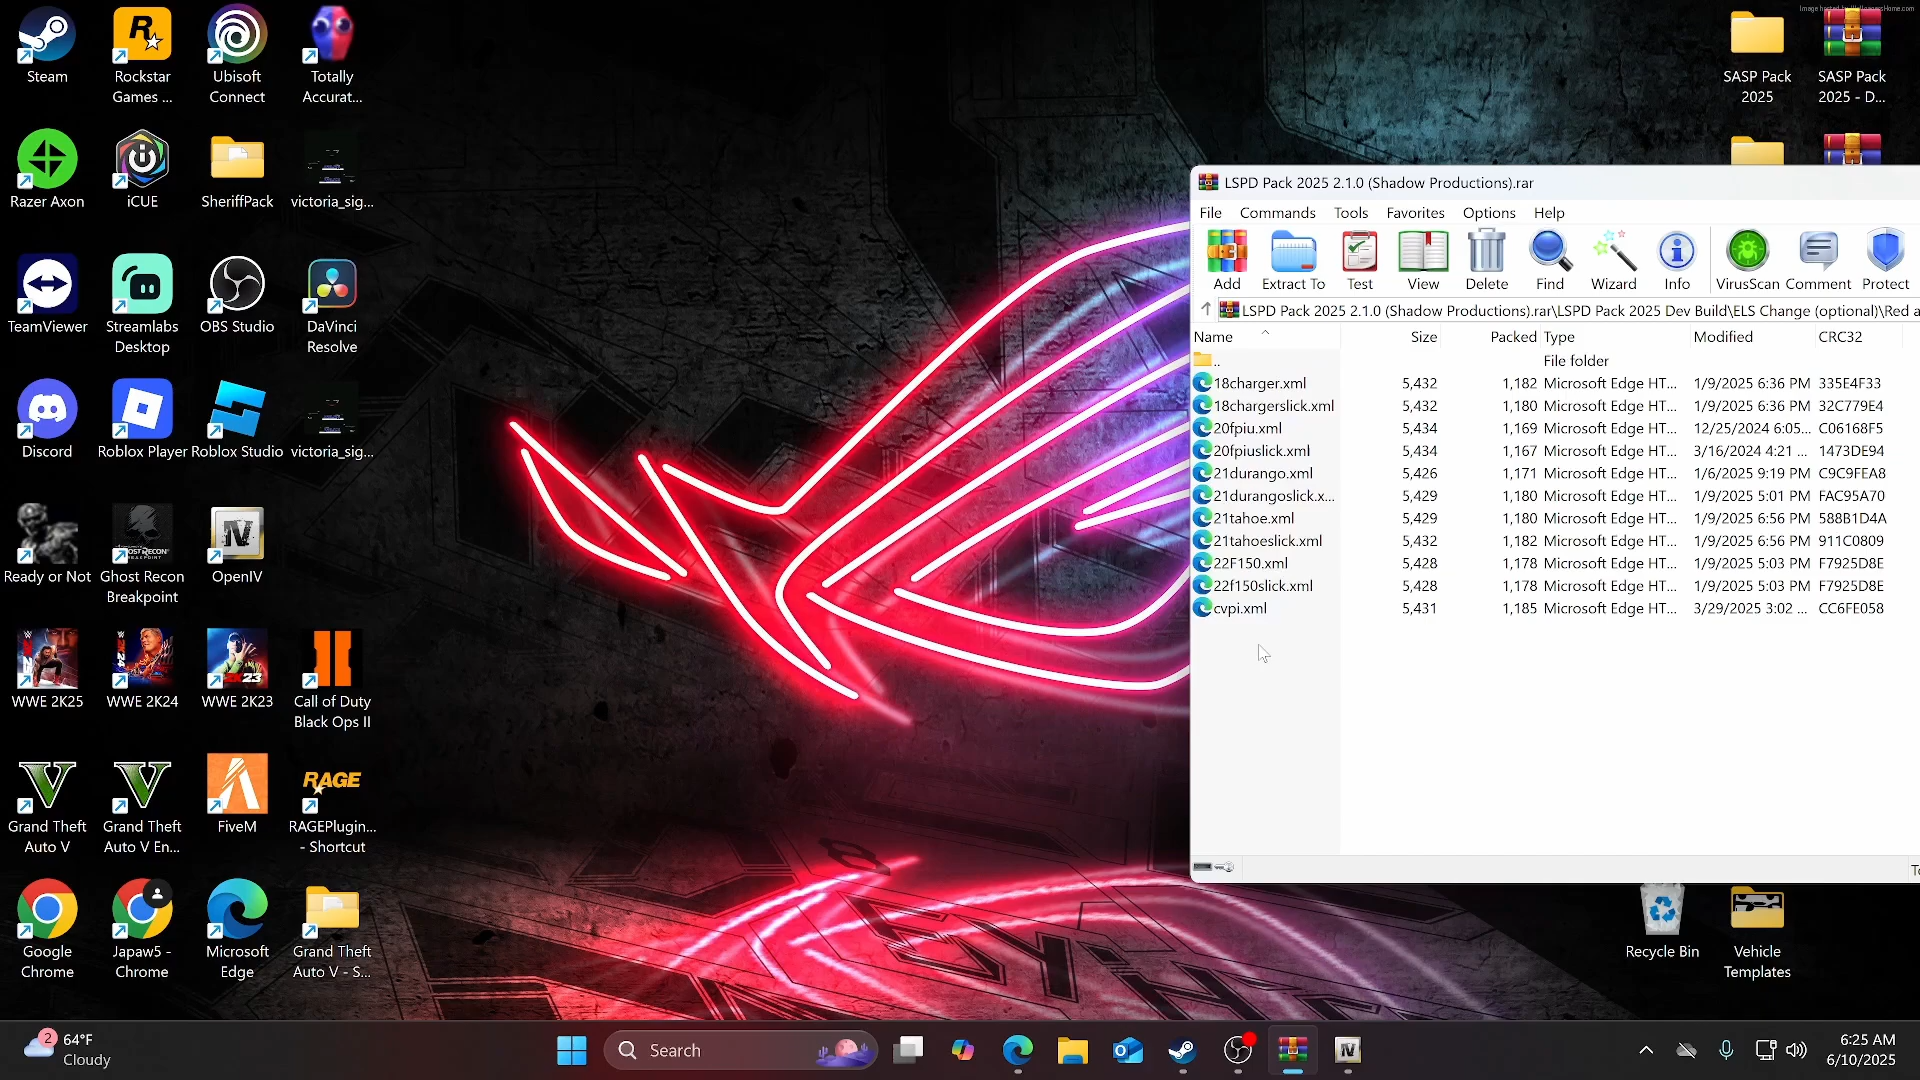 Image hosted by WallpapersHome.com
Steam
Rockstar
Games ...
Ubisoft
Connect
Totally
Accurat...
SASP Pack
2025
SASP Pack
2025 - D...
Razer Axon
iCUE
SheriffPack
victoria_sig...
TeamViewer
Streamlabs
Desktop
OBS Studio
DaVinci
Resolve
Discord
Roblox Player
Roblox Studio
victoria_sig...
Ready or Not
Ghost Recon
Breakpoint
OpenIV
WWE 2K25
WWE 2K24
WWE 2K23
Call of Duty
Black Ops II
Grand Theft
Auto V
Grand Theft
Auto V En...
FiveM
RAGE
RAGEPlugin...
- Shortcut
Google
Chrome
Japaw5 -
Chrome
Microsoft
Edge
Grand Theft
Auto V - S...
LSPD Pack 2025 2.1.0 (Shadow Productions).rar
File Commands Tools Favorites Options Help
Add Extract To Test View Delete Find Wizard Info VirusScan Comment Protect
LSPD Pack 2025 2.1.0 (Shadow Productions).rar\LSPD Pack 2025 Dev Build\ELS Change (optional)\Red a
Name Size Packed Type Modified CRC32
.. File folder
18charger.xml 5,432 1,182 Microsoft Edge HT... 1/9/2025 6:36 PM 335E4F33
18chargerslick.xml 5,432 1,180 Microsoft Edge HT... 1/9/2025 6:36 PM 32C779E4
20fpiu.xml 5,434 1,169 Microsoft Edge HT... 12/25/2024 6:05... C06168F5
20fpiuslick.xml 5,434 1,167 Microsoft Edge HT... 3/16/2024 4:21 ... 1473DE94
21durango.xml 5,426 1,171 Microsoft Edge HT... 1/6/2025 9:19 PM C9C9FEA8
21durangoslick.x... 5,429 1,180 Microsoft Edge HT... 1/9/2025 5:01 PM FAC95A70
21tahoe.xml 5,429 1,180 Microsoft Edge HT... 1/9/2025 6:56 PM 588B1D4A
21tahoeslick.xml 5,432 1,182 Microsoft Edge HT... 1/9/2025 6:56 PM 911C0809
22F150.xml 5,428 1,178 Microsoft Edge HT... 1/9/2025 5:03 PM F7925D8E
22f150slick.xml 5,428 1,178 Microsoft Edge HT... 1/9/2025 5:03 PM F7925D8E
cvpi.xml 5,431 1,185 Microsoft Edge HT... 3/29/2025 3:02 ... CC6FE058
To
Recycle Bin
Vehicle
Templates
2
64°F
Cloudy
Search
6:25 AM
6/10/2025